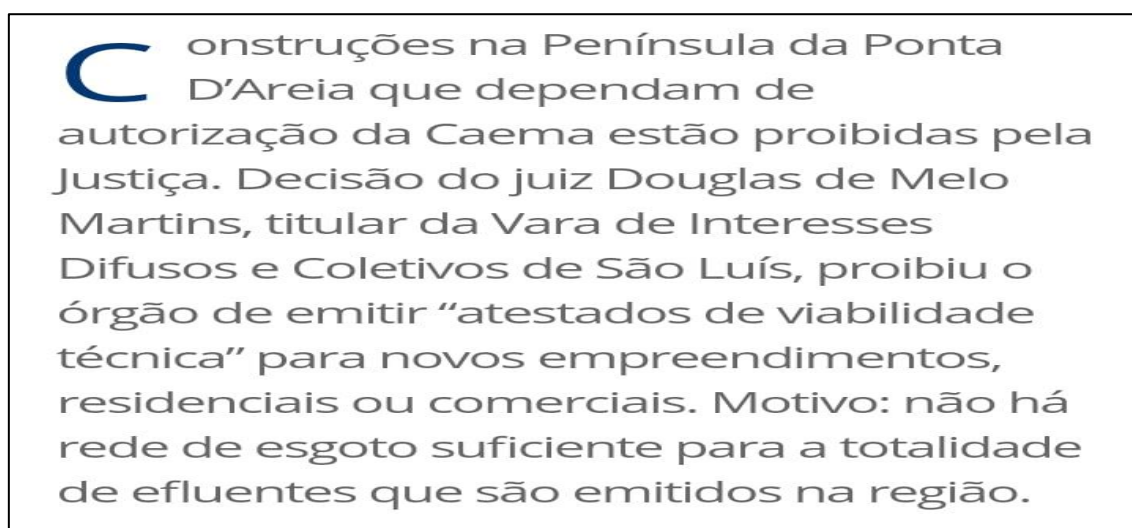 Construções na Península da Ponta
D’Areia que dependam de
autorização da Caema estão proibidas pela
Justiça. Decisão do juiz Douglas de Melo
Martins, titular da Vara de Interesses
Difusos e Coletivos de São Luís, proibiu o
órgão de emitir “atestados de viabilidade
técnica” para novos empreendimentos,
residenciais ou comerciais. Motivo: não há
rede de esgoto suficiente para a totalidade
de efluentes que são emitidos na região.